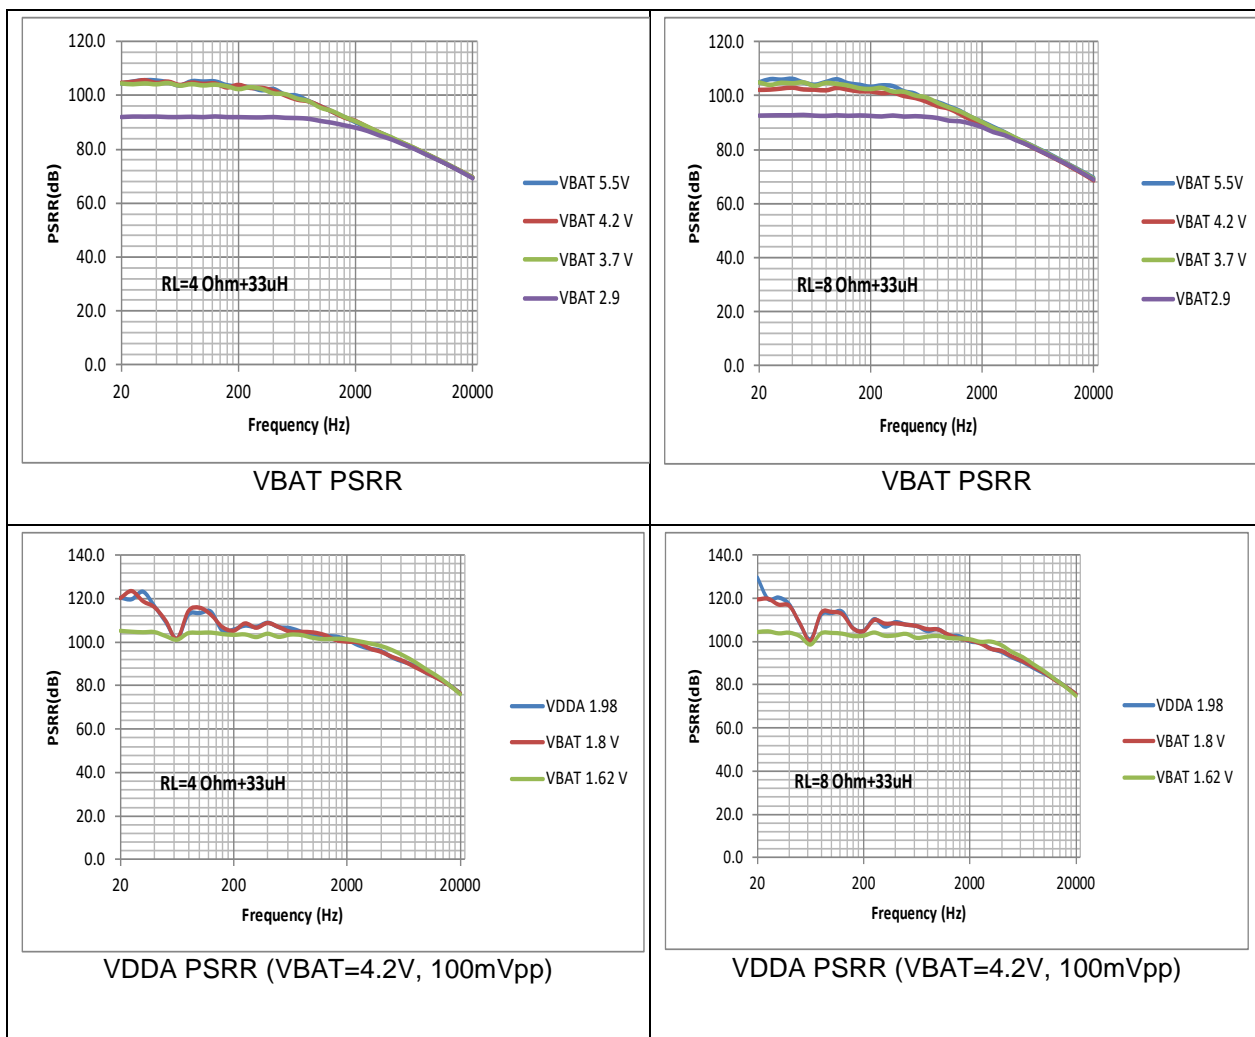 120.0
100.0
80.0
60.0
40.0
20.0
0.0
PSRR(dB)
20
200
2000
20000
Frequency (Hz)
RL=4 Ohm+33uH
VBAT 5.5V
VBAT 4.2 V
VBAT 3.7 V
VBAT 2.9
VBAT PSRR
120.0
100.0
80.0
60.0
40.0
20.0
0.0
PSRR(dB)
20
200
2000
20000
Frequency (Hz)
RL=8 Ohm+33uH
VBAT 5.5V
VBAT 4.2 V
VBAT 3.7 V
VBAT2.9
VBAT PSRR
140.0
120.0
100.0
80.0
60.0
40.0
20.0
0.0
PSRR(dB)
20
200
2000
20000
Frequency (Hz)
RL=4 Ohm+33uH
VDDA 1.98
VBAT 1.8 V
VBAT 1.62 V
VDDA PSRR (VBAT=4.2V, 100mVpp)
140.0
120.0
100.0
80.0
60.0
40.0
20.0
0.0
PSRR(dB)
20
200
2000
20000
Frequency (Hz)
RL=8 Ohm+33uH
VDDA 1.98
VBAT 1.8 V
VBAT 1.62 V
VDDA PSRR (VBAT=4.2V, 100mVpp)